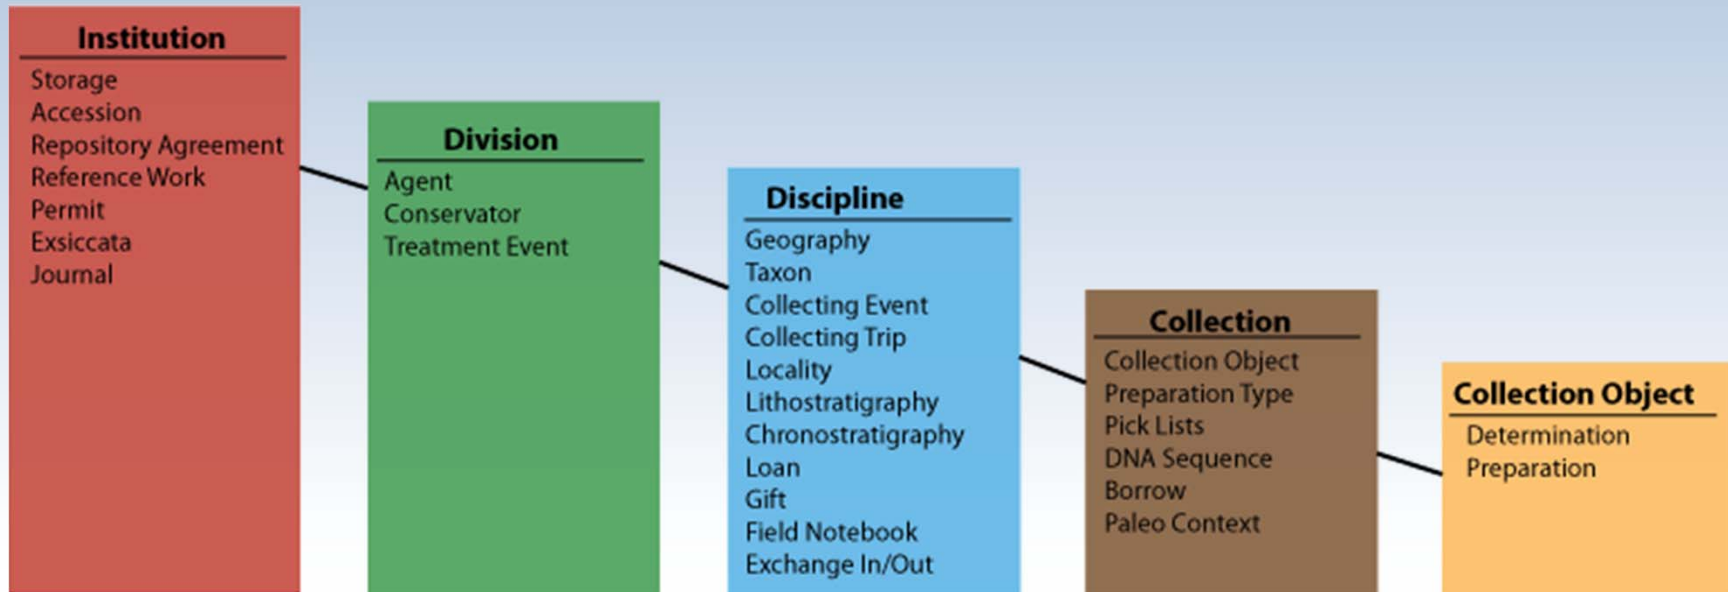 Institution
Storage
Accession
Repository Agreement
Reference Work
Permit
Exsiccata
Journal
Division
Agent
Conservator
Treatment Event
Discipline
Geography
Taxon
Collecting Event
Collecting Trip
Locality
Lithostratigraphy
Chronostratigraphy
Loan
Gift
Field Notebook
Exchange In/Out
Collection
Collection Object
Preparation Type
Pick Lists
DNA Sequence
Borrow
Paleo Context
Collection Object
Determination
Preparation